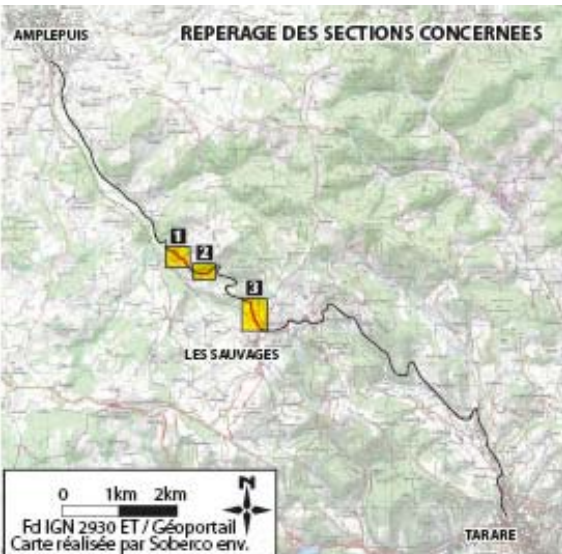 AMPLEPUIS
REPERAGE DES SECTIONS CONCERNEES
1
2
3
LES SAUVAGES
0 1km 2km
N
Fd IGN 2930 ET / Géoportail
Carte réalisée par Soberco env.
TARARE